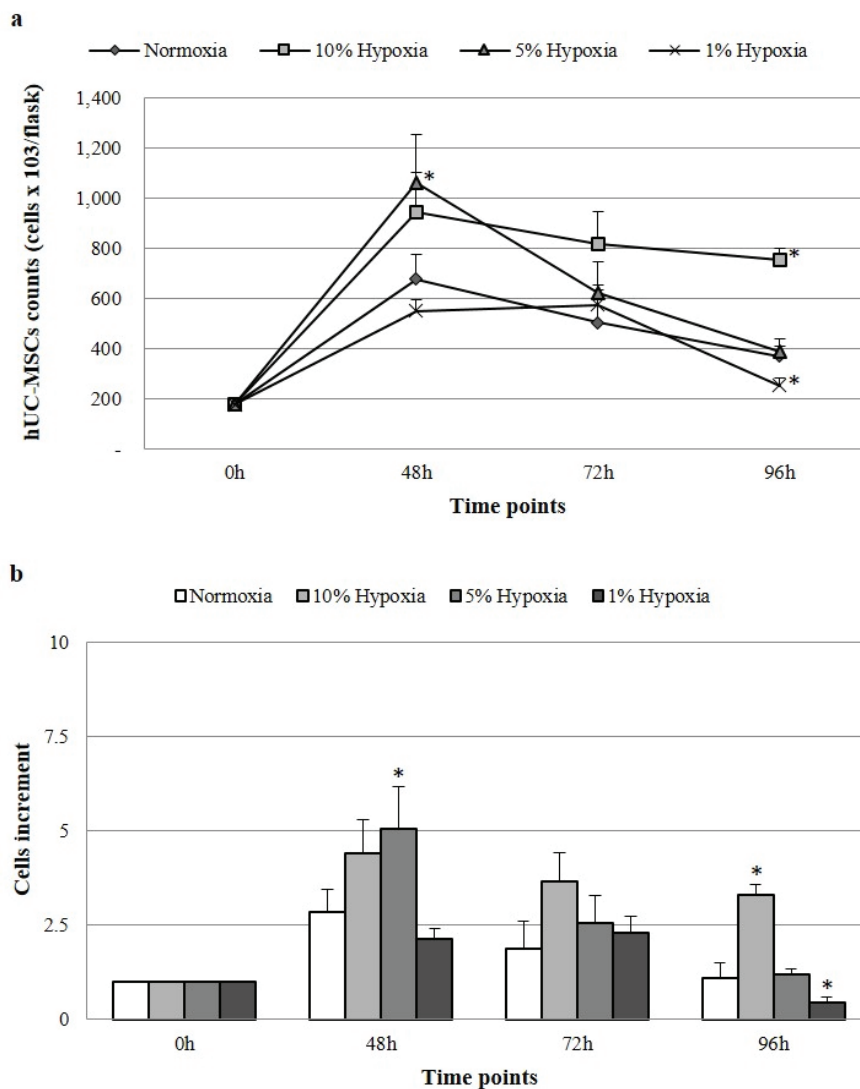 a
Normoxia 10% Hypoxia 5% Hypoxia 1% Hypoxia
hUC-MSCs counts (cells x 103/flask)
1,400
1,200
1,000
800
600
400
200
-
*
*
*
0h 48h 72h 96h
Time points
b
Normoxia 10% Hypoxia 5% Hypoxia 1% Hypoxia
Cells increment
10
7.5
5
2.5
0
*
*
*
0h 48h 72h 96h
Time points